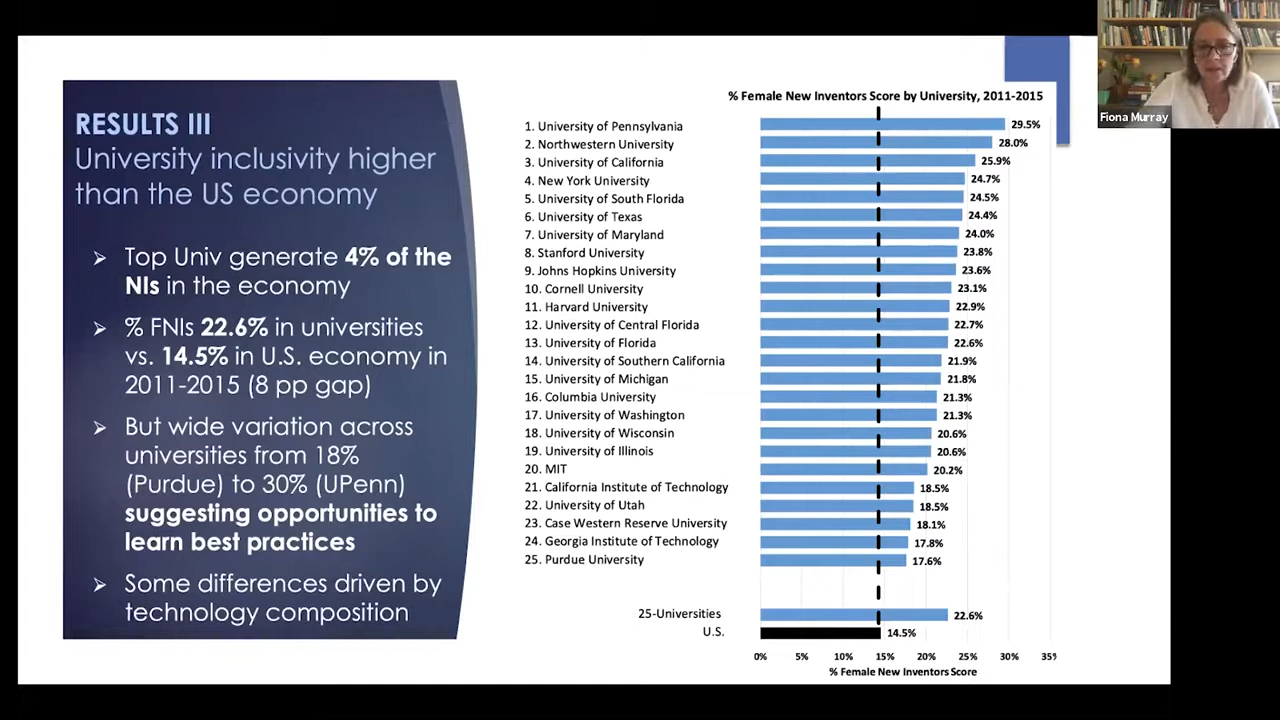 RESULTS III
University inclusivity higher
than the US economy
➢ Top Univ generate 4% of the
NIs in the economy
➢ % FNIs 22.6% in universities
vs. 14.5% in U.S. economy in
2011-2015 (8 pp gap)
➢ But wide variation across
universities from 18%
(Purdue) to 30% (UPenn)
suggesting opportunities to
learn best practices
➢ Some differences driven by
technology composition
% Female New Inventors Score by University, 2011-2015
1. University of Pennsylvania 29.5%
2. Northwestern University 28.0%
3. University of California 25.9%
4. New York University 24.7%
5. University of South Florida 24.5%
6. University of Texas 24.4%
7. University of Maryland 24.0%
8. Stanford University 23.8%
9. Johns Hopkins University 23.6%
10. Cornell University 23.1%
11. Harvard University 22.9%
12. University of Central Florida 22.7%
13. University of Florida 22.6%
14. University of Southern California 21.9%
15. University of Michigan 21.8%
16. Columbia University 21.3%
17. University of Washington 21.3%
18. University of Wisconsin 20.6%
19. University of Illinois 20.6%
20. MIT 20.2%
21. California Institute of Technology 18.5%
22. University of Utah 18.5%
23. Case Western Reserve University 18.1%
24. Georgia Institute of Technology 17.8%
25. Purdue University 17.6%
25-Universities 22.6%
U.S. 14.5%
0% 5% 10% 15% 20% 25% 30% 35%
% Female New Inventors Score
Fiona Murray